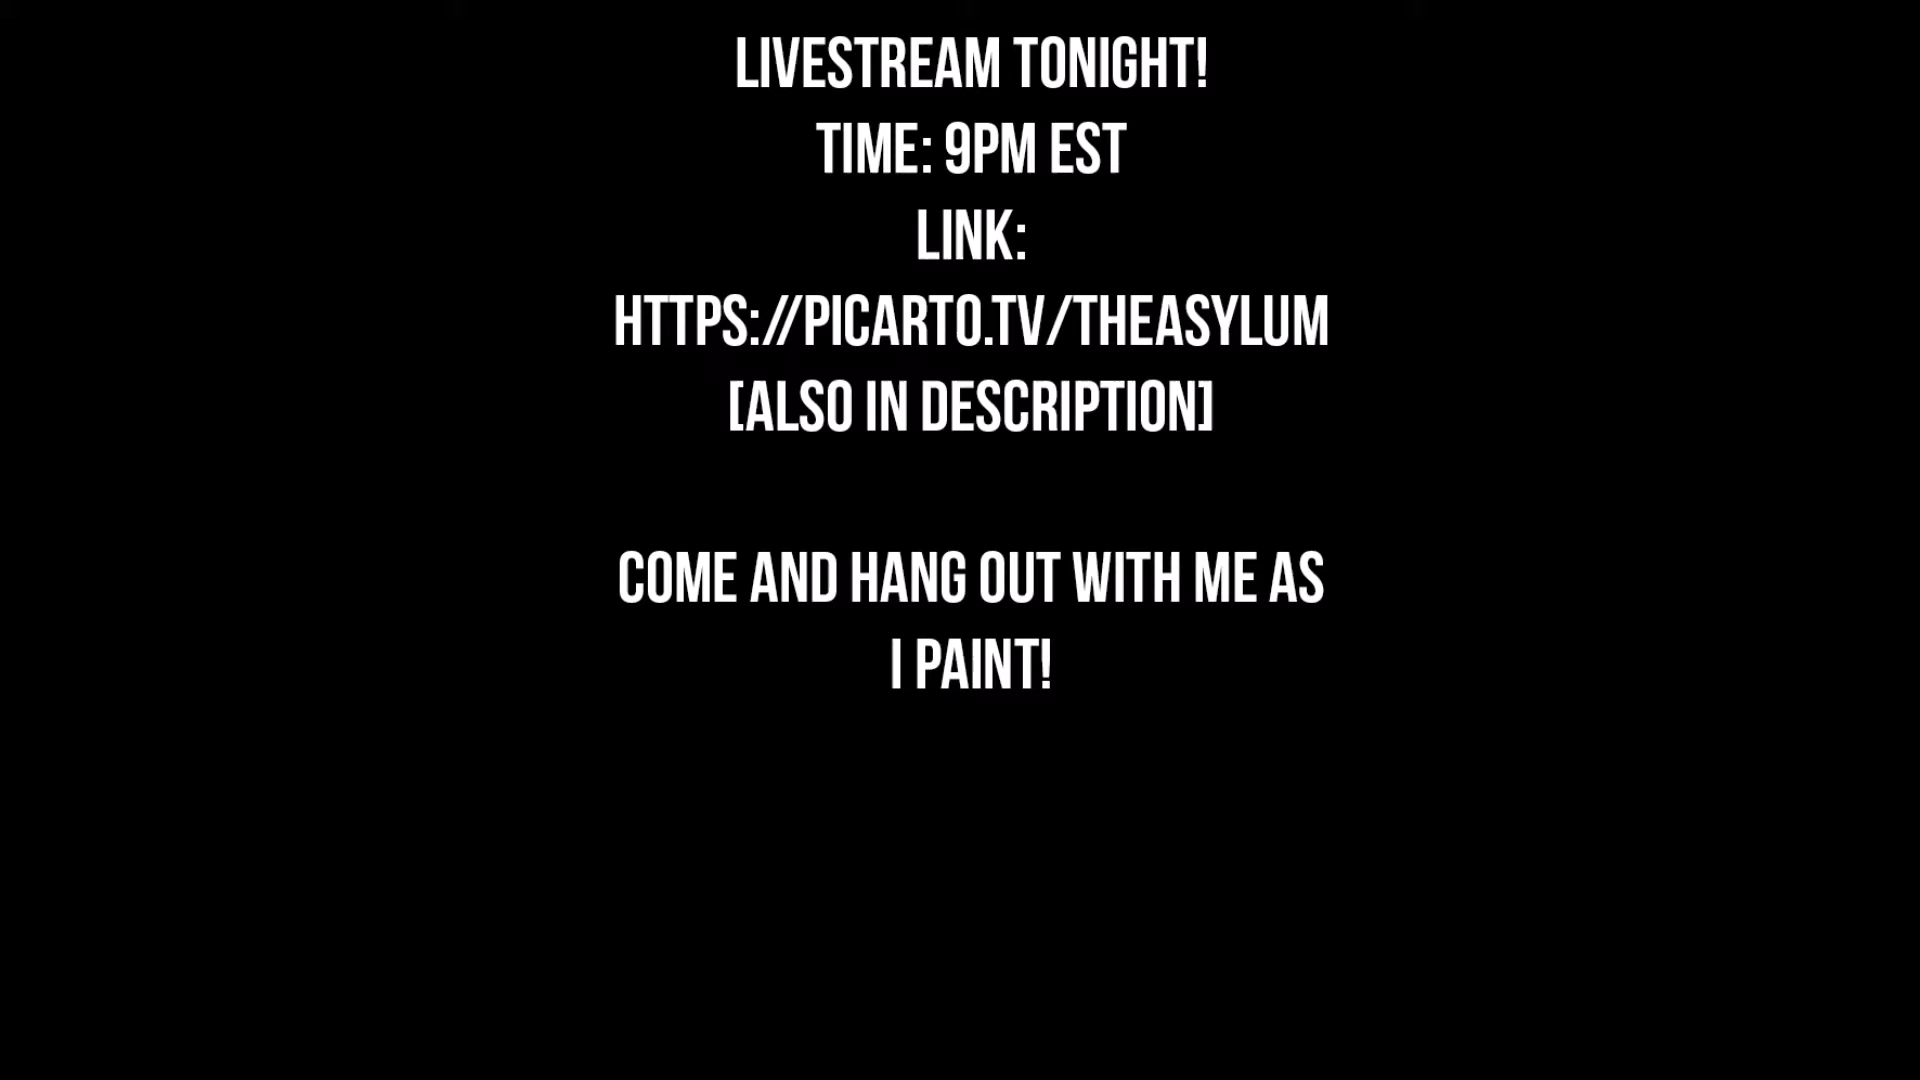 LIVESTREAM TONIGHT!
TIME: 9PM EST
LINK:
HTTPS://PICARTO.TV/THEASYLUM
[ALSO IN DESCRIPTION]
COME AND HANG OUT WITH ME AS
I PAINT!